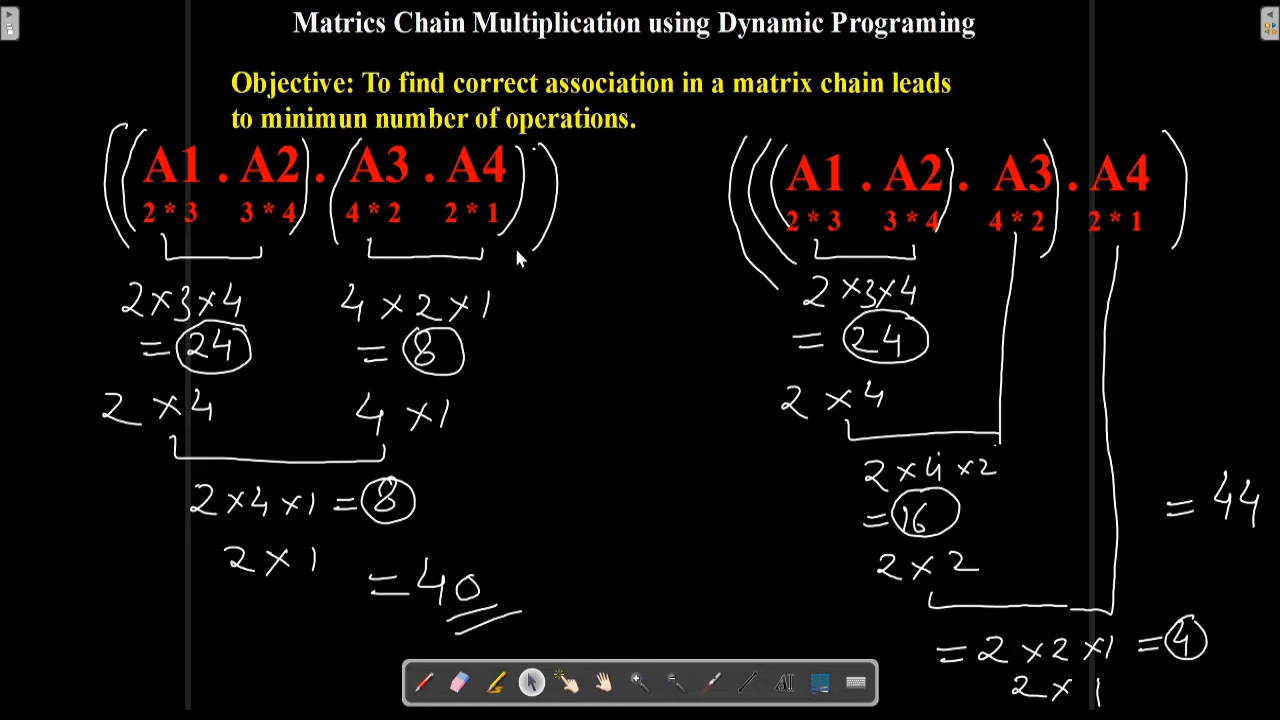 Matrics Chain Multiplication using Dynamic Programing
Objective: To find correct association in a matrix chain leads
to minimun number of operations.
((A1 . A2) . (A3 . A4))
2 * 3 3 * 4 4 * 2 2 * 1
2 × 3 × 4
= 24
4 × 2 × 1
= 8
2 × 4
4 × 1
2 × 4 × 1 = 8
2 × 1
= 40
(((A1 . A2) . A3) . A4)
2 * 3 3 * 4 4 * 2 2 * 1
2 × 3 × 4
= 24
2 × 4
2 × 4 × 2
= 16
2 × 2
= 2 × 2 × 1 = 4
2 × 1
= 44
AI